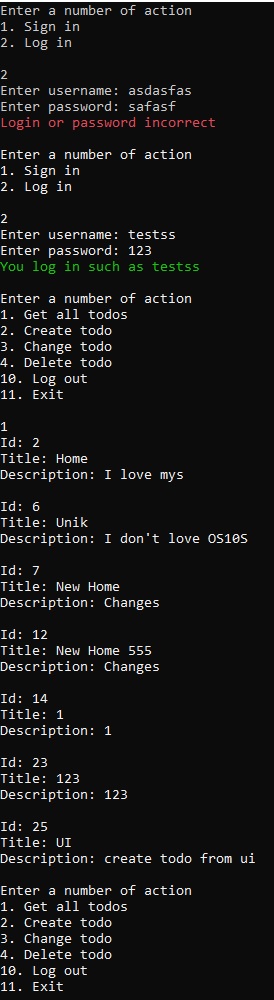 Enter a number of action
1. Sign in
2. Log in
2
Enter username: asdasfas
Enter password: safasf
Login or password incorrect
Enter a number of action
1. Sign in
2. Log in
2
Enter username: testss
Enter password: 123
You log in such as testss
Enter a number of action
1. Get all todos
2. Create todo
3. Change todo
4. Delete todo
10. Log out
11. Exit
1
Id: 2
Title: Home
Description: I love mys
Id: 6
Title: Unik
Description: I don't love OS10S
Id: 7
Title: New Home
Description: Changes
Id: 12
Title: New Home 555
Description: Changes
Id: 14
Title: 1
Description: 1
Id: 23
Title: 123
Description: 123
Id: 25
Title: UI
Description: create todo from ui
Enter a number of action
1. Get all todos
2. Create todo
3. Change todo
4. Delete todo
10. Log out
11. Exit